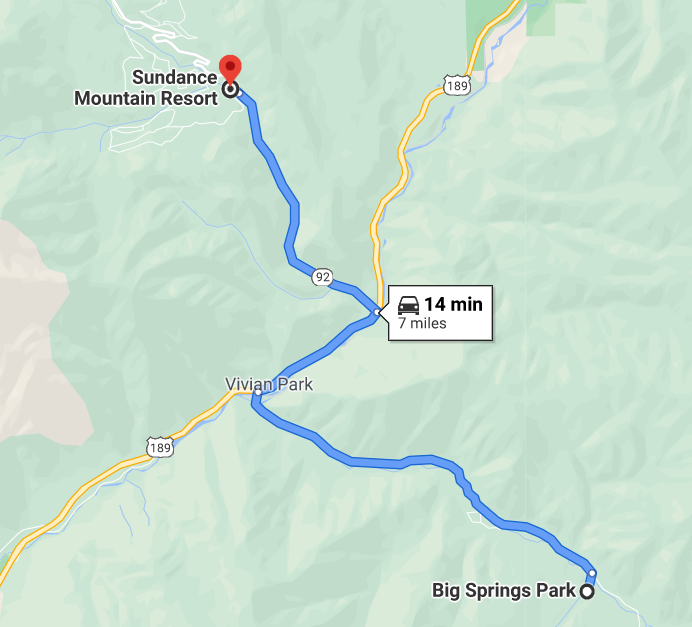 Sundance
Mountain Resort
189
92
14 min
7 miles
Vivian Park
189
Big Springs Park